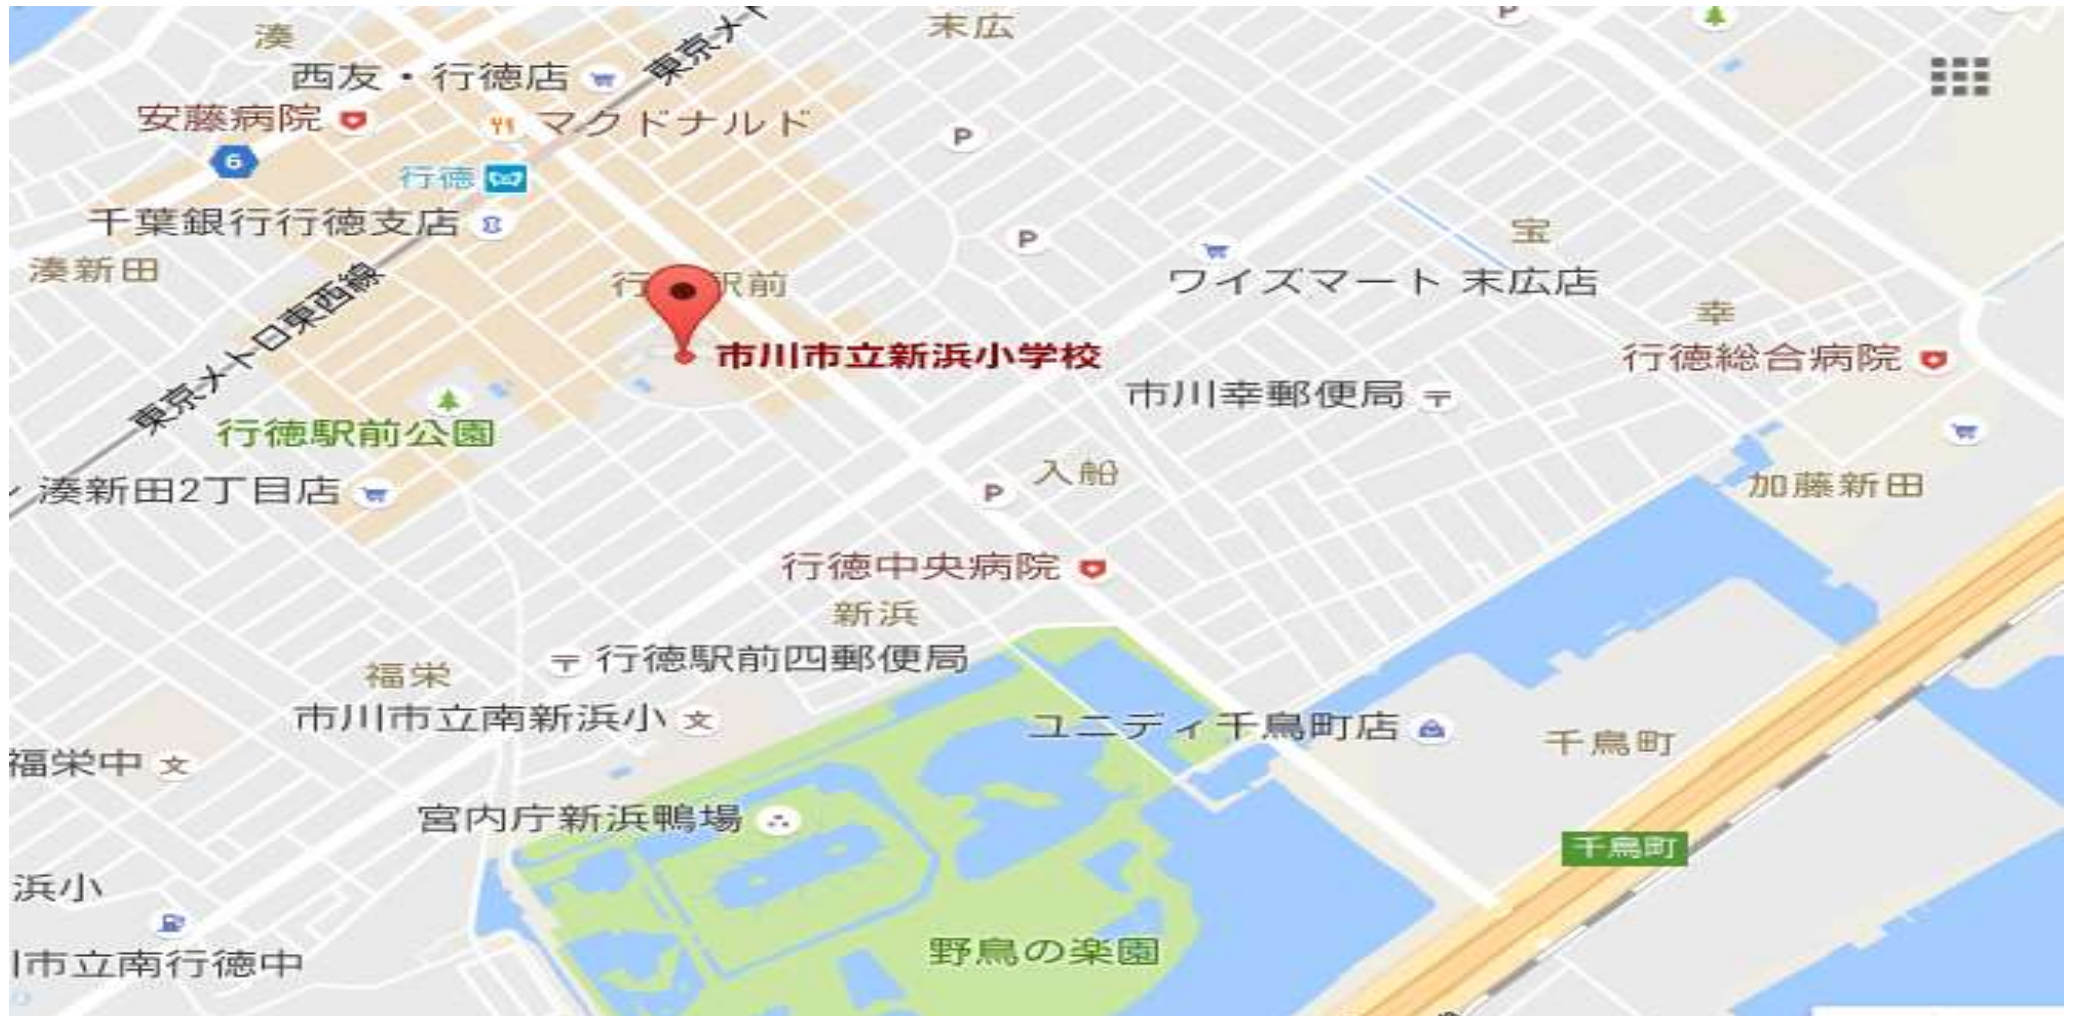 湊
末広
西友・行徳店
東京メト
P
安藤病院
マクドナルド
P
6
行徳
千葉銀行行徳支店
P
宝
湊新田
行 駅前
ワイズマート 末広店
東京メトロ東西線
幸
市川市立新浜小学校
行徳総合病院
市川幸郵便局
〒
行徳駅前公園
入船
湊新田2丁目店
P
加藤新田
行徳中央病院
新浜
〒 行徳駅前四郵便局
福栄
市川市立南新浜小 文
ユニディ千鳥町店
千鳥町
福栄中 文
宮内庁新浜鴨場
千鳥町
浜小
野鳥の楽園
市立南行徳中